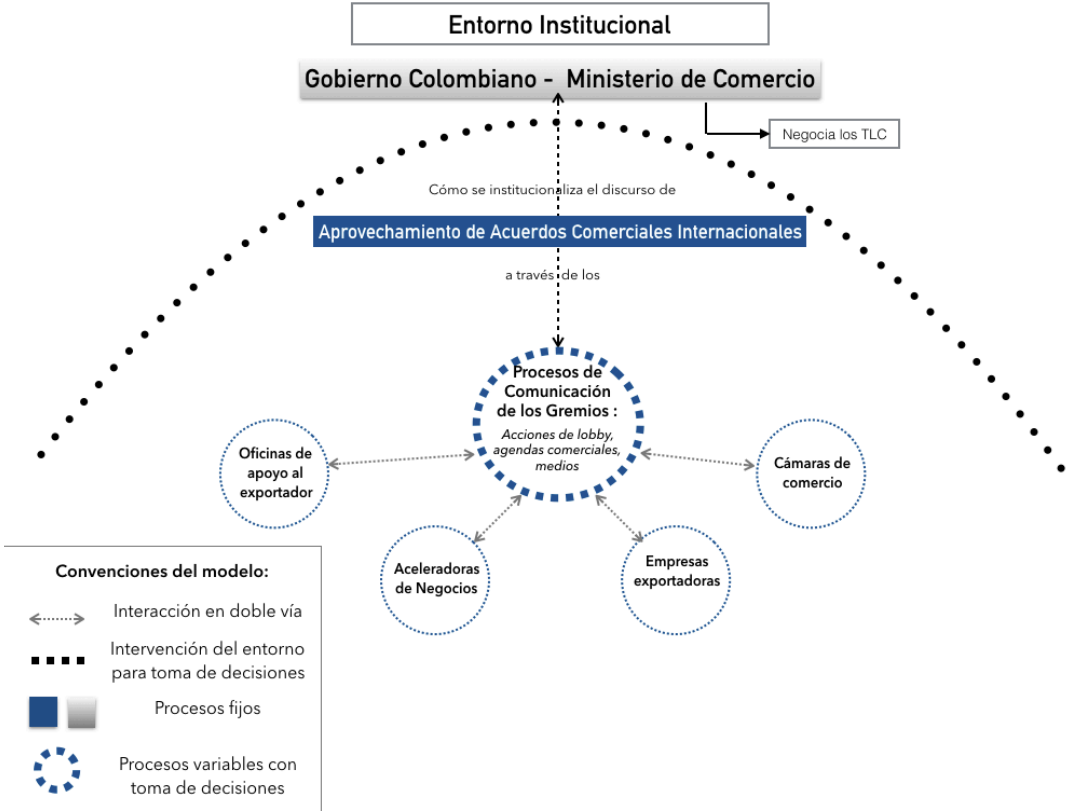 Entorno Institucional
Gobierno Colombiano - Ministerio de Comercio
Negocia los TLC
Cómo se institucionaliza el discurso de
Aprovechamiento de Acuerdos Comerciales Internacionales
a través de los
Procesos de
Comunicación
de los Gremios :
Acciones de lobby,
agendas comerciales,
medios
Oficinas de
apoyo al
exportador
Cámaras de
comercio
Aceleradoras
de Negocios
Empresas
exportadoras
Convenciones del modelo:
Interacción en doble vía
Intervención del entorno
para toma de decisiones
Procesos fijos
Procesos variables con
toma de decisiones